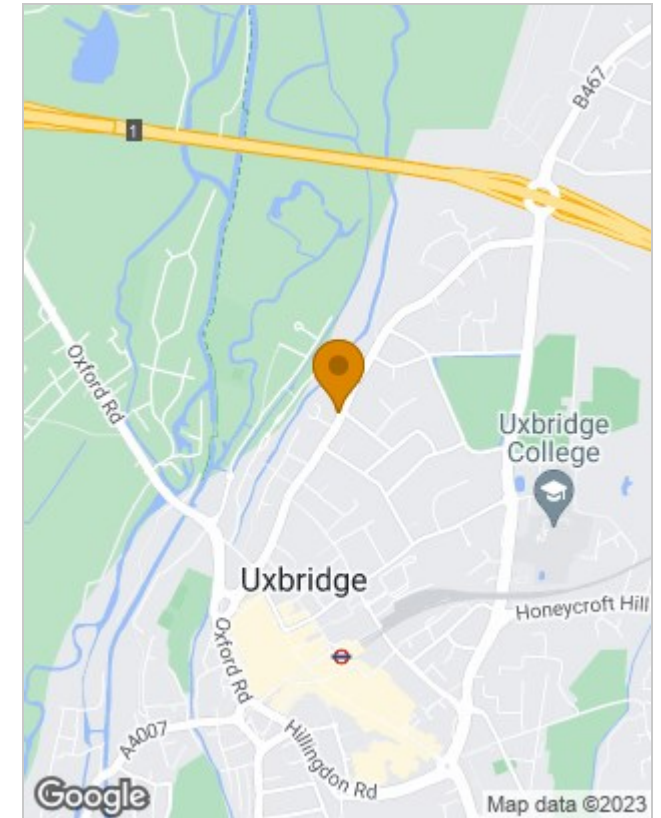 B467
1
Oxford Rd
Uxbridge
College
Uxbridge
Honeycroft Hill
Oxford Rd
A4007
Hillingdon Rd
Google
Map data ©2023